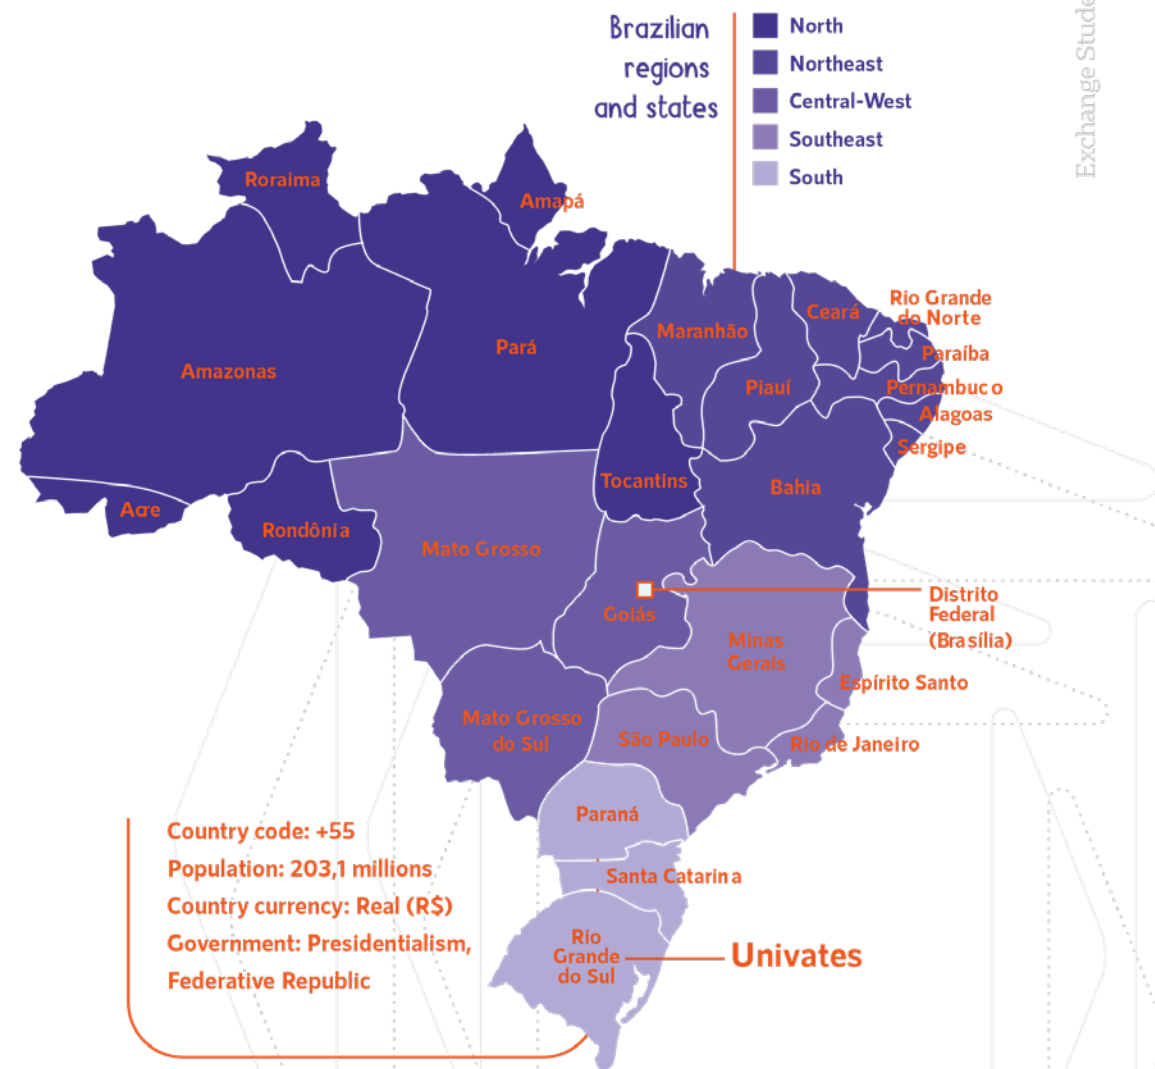 Brazilian
regions
and states
North
Northeast
Central-West
Southeast
South
Exchange Stude
Roraima
Amapá
Amazonas
Pará
Maranhão
Ceará
Rio Grande
do Norte
Paraíba
Piauí
Pernambuco
Alagoas
Sergipe
Acre
Rondônia
Tocantins
Bahia
Mato Grosso
Goiás
Distrito
Federal
(Brasília)
Minas
Gerais
Espírito Santo
Mato Grosso
do Sul
São Paulo
Rio de Janeiro
Paraná
Santa Catarina
Rio
Grande
do Sul
Univates
Country code: +55
Population: 203,1 millions
Country currency: Real (R$)
Government: Presidentialism,
Federative Republic